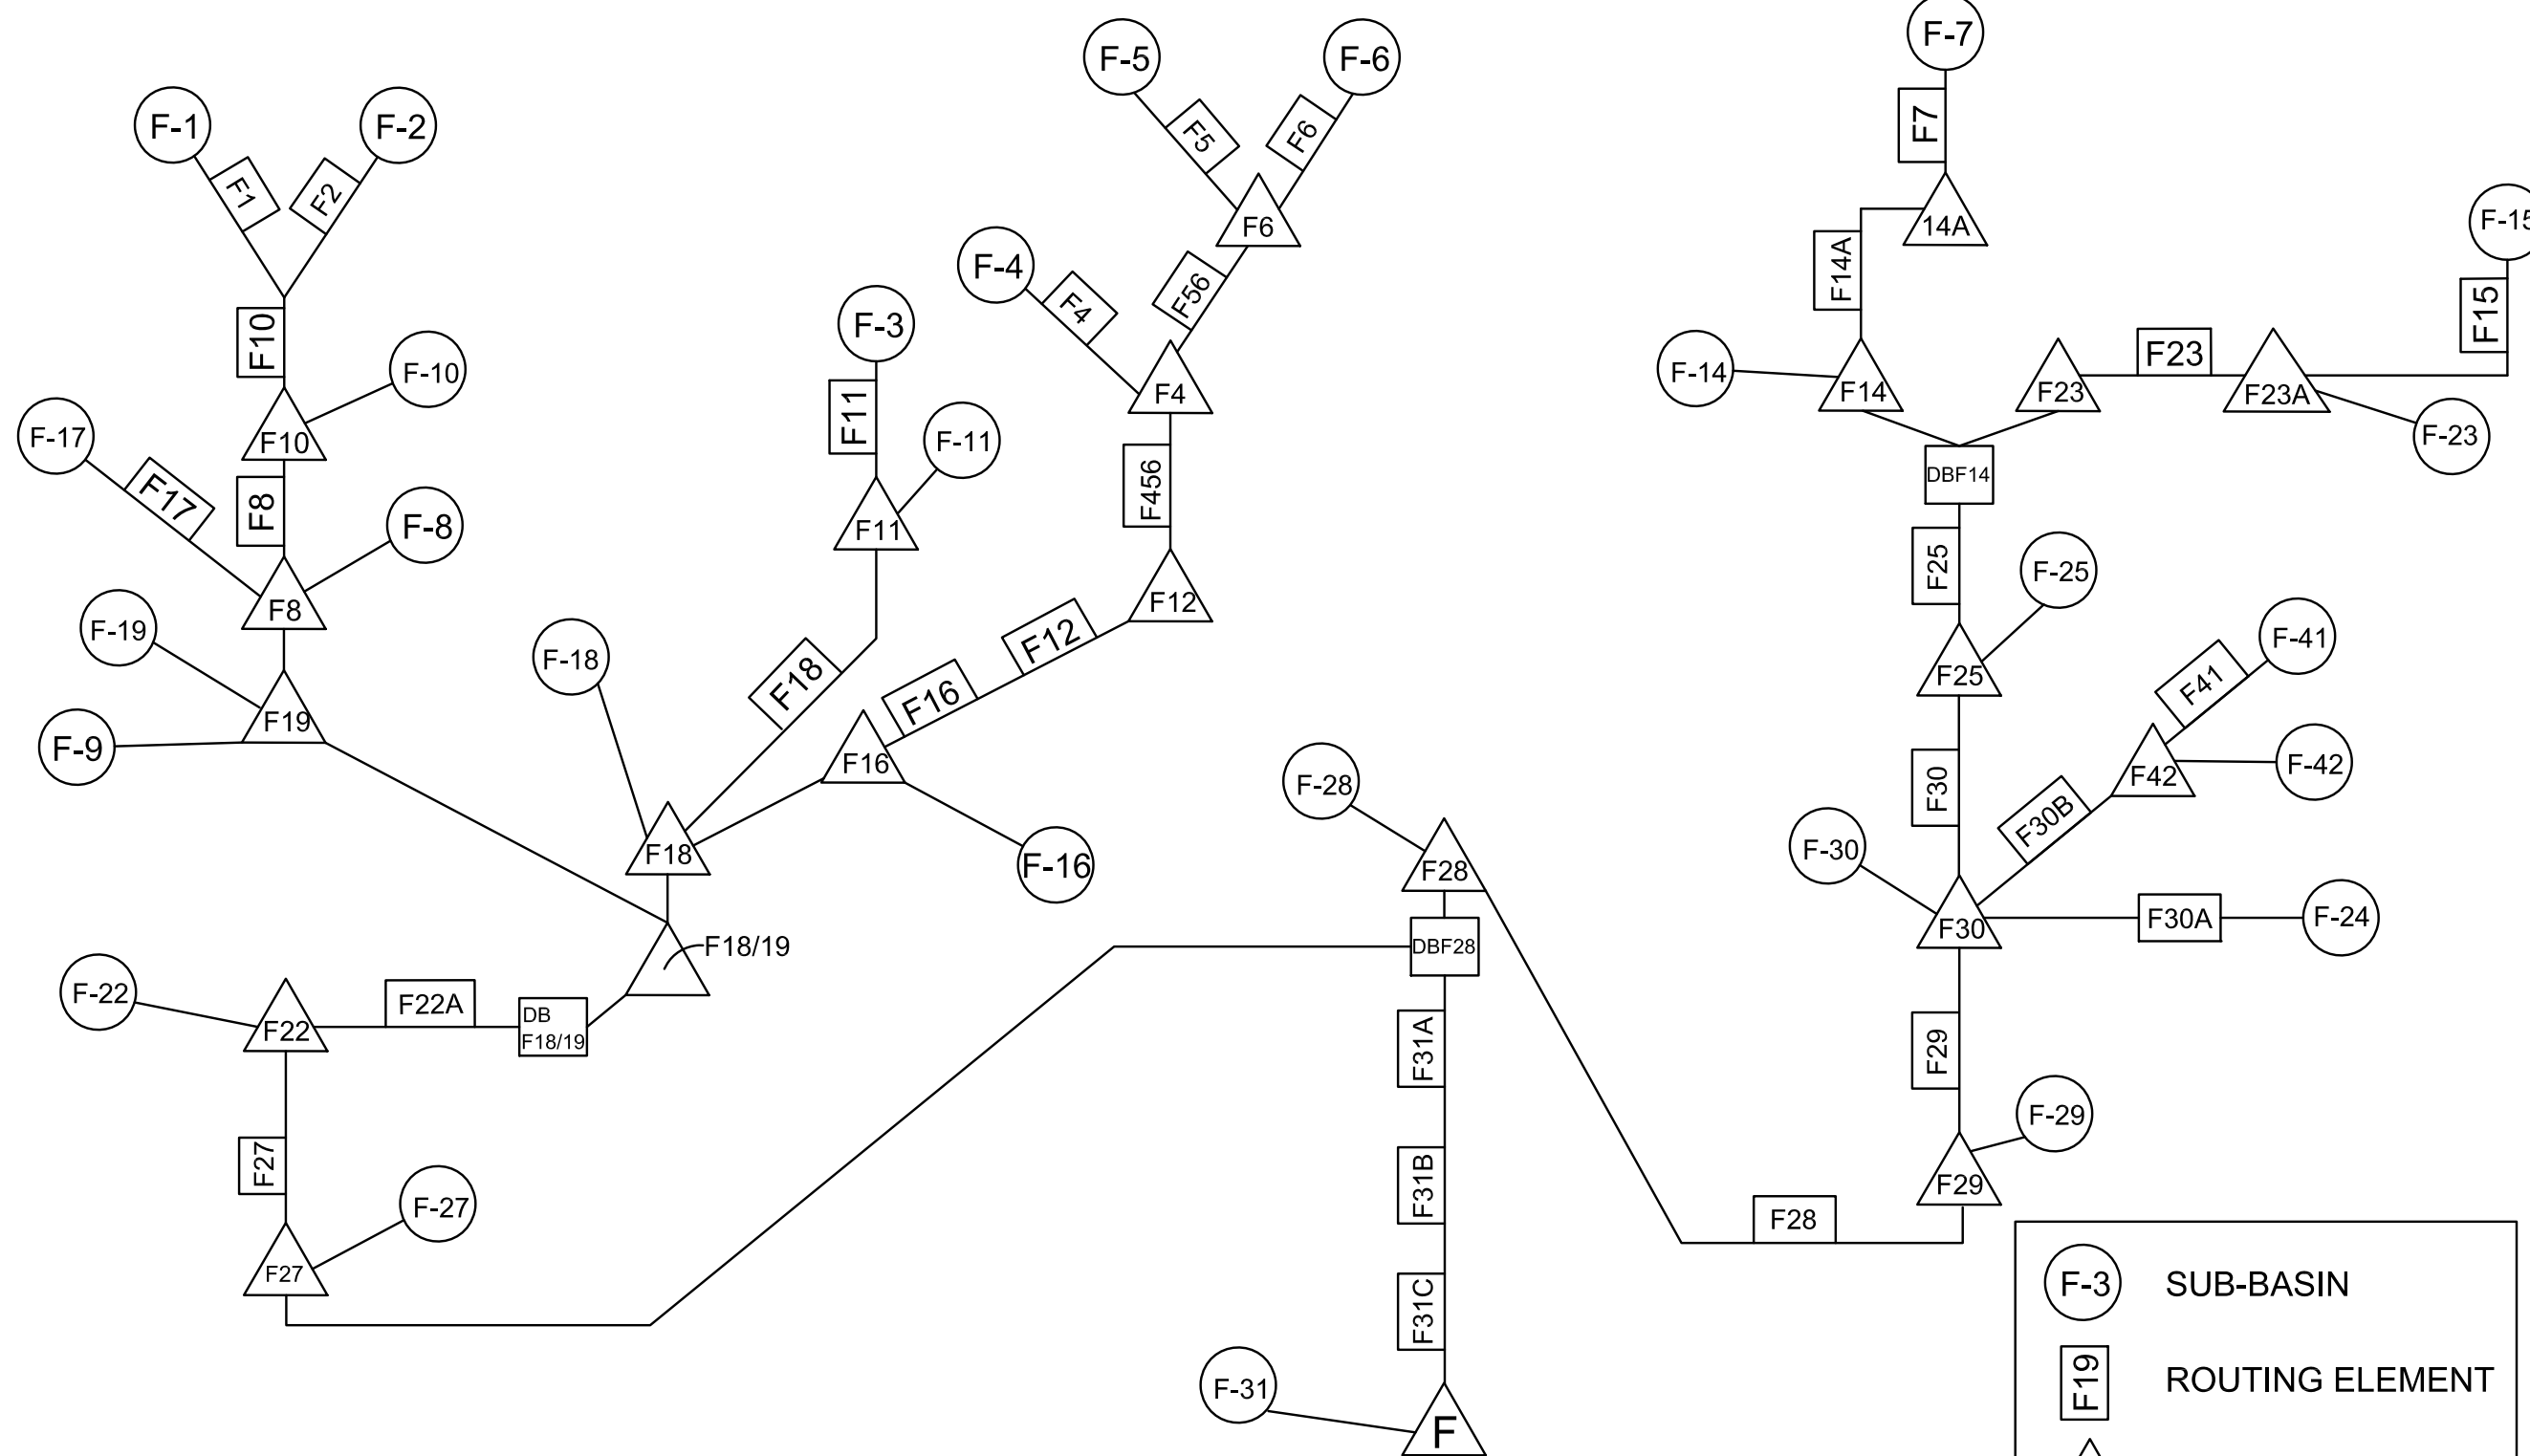 F-7
F-5
F-6
F-1
F-2
F7
F5
F6
F1
F2
F-15
F6
14A
F-4
F14A
F56
F4
F15
F-3
F10
F23
F-10
F-14
F4
F14
F23
F23A
F11
F-17
F10
F-11
F-23
DBF14
F17
F8
F456
F-8
F11
F25
F-25
F8
F12
F-19
F12
F-41
F-18
F18
F16
F25
F41
F19
F-9
F16
F42
F-42
F-28
F30
F30B
F18
F-16
F28
F-30
F30
F30A
F-24
F18/19
DBF28
F-22
F22A
DB
F18/19
F22
F31A
F29
F-29
F27
F31B
F29
F-27
F28
F27
F31C
F-3
SUB-BASIN
F-31
F19
ROUTING ELEMENT
F